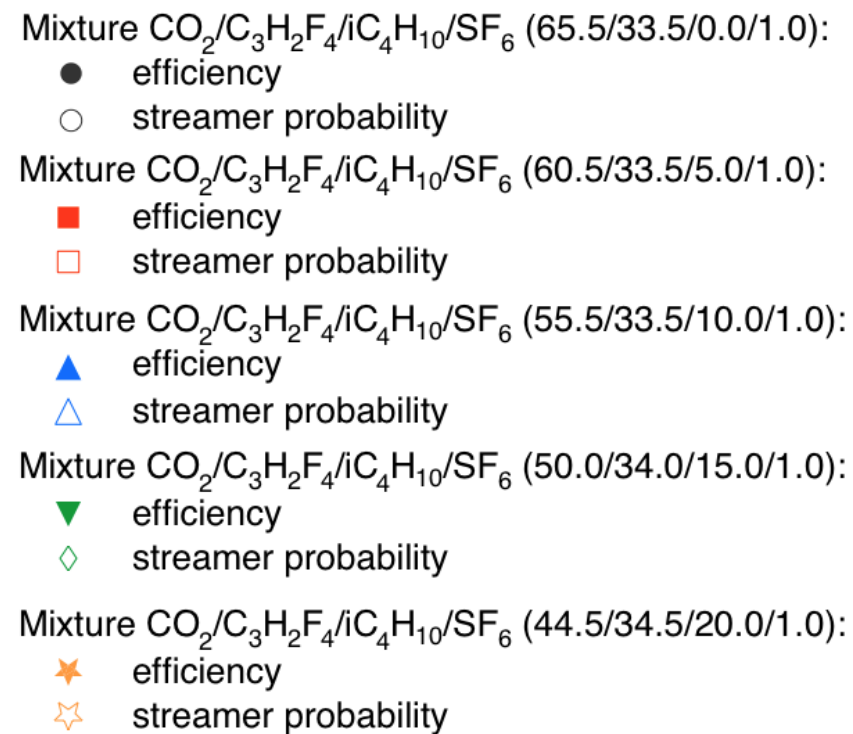 Mixture CO₂/C₃H₂F₄/iC₄H₁₀/SF₆ (65.5/33.5/0.0/1.0):
efficiency
streamer probability
Mixture CO₂/C₃H₂F₄/iC₄H₁₀/SF₆ (60.5/33.5/5.0/1.0):
efficiency
streamer probability
Mixture CO₂/C₃H₂F₄/iC₄H₁₀/SF₆ (55.5/33.5/10.0/1.0):
efficiency
streamer probability
Mixture CO₂/C₃H₂F₄/iC₄H₁₀/SF₆ (50.0/34.0/15.0/1.0):
efficiency
streamer probability
Mixture CO₂/C₃H₂F₄/iC₄H₁₀/SF₆ (44.5/34.5/20.0/1.0):
efficiency
streamer probability